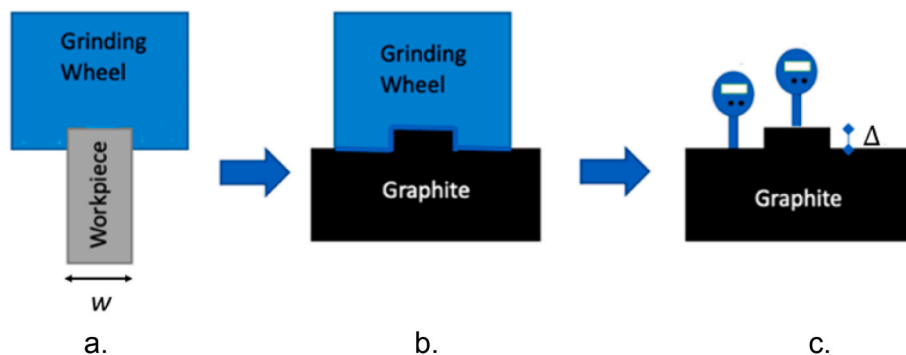 Grinding
Wheel
Workpiece
w
a.
Grinding
Wheel
Graphite
b.
Δ
Graphite
c.